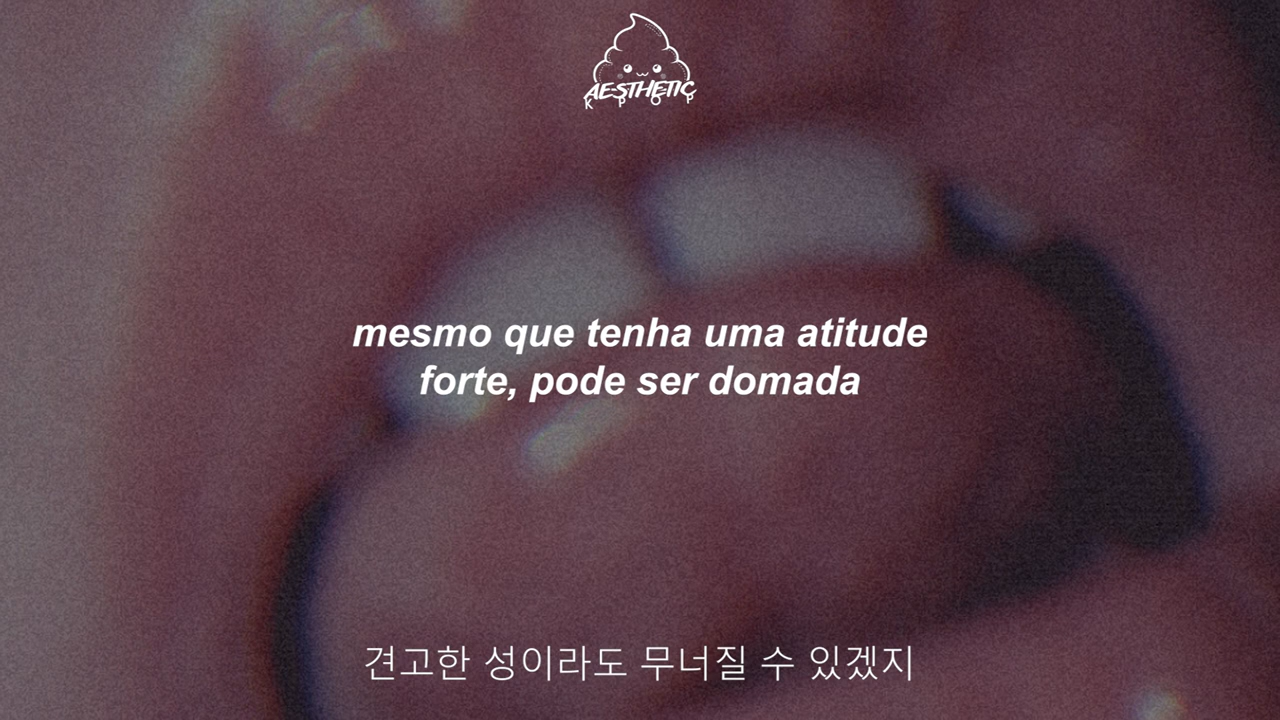 AESTHETIC
KPOP
mesmo que tenha uma atitude
forte, pode ser domada
견고한 성이라도 무너질 수 있겠지